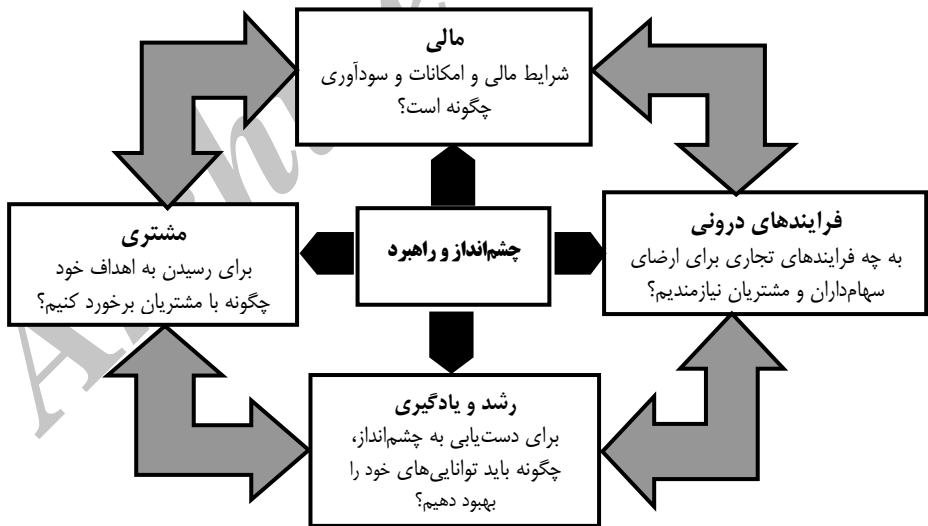 مالی
شرایط مالی و امکانات و سودآوری
چگونه است؟
فرایندهای درونی
به چه فرایندهای تجاری برای ارضای
سهام‌داران و مشتریان نیازمندیم؟
چشم‌انداز و راهبرد
مشتری
برای رسیدن به اهداف خود
چگونه با مشتریان برخورد کنیم؟
رشد و یادگیری
برای دست‌یابی به چشم‌انداز،
چگونه باید توانایی‌های خود را
بهبود دهیم؟